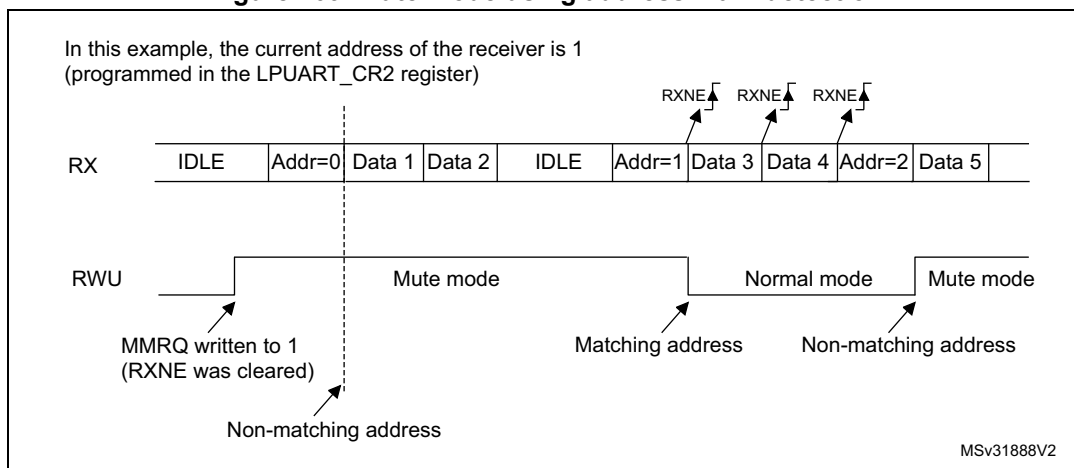 In this example, the current address of the receiver is 1
(programmed in the LPUART_CR2 register)
RXNE RXNE RXNE
RX IDLE Addr=0 Data 1 Data 2 IDLE Addr=1 Data 3 Data 4 Addr=2 Data 5
RWU Mute mode Normal mode Mute mode
MMRQ written to 1
(RXNE was cleared)
Matching address Non-matching address
Non-matching address
MSv31888V2